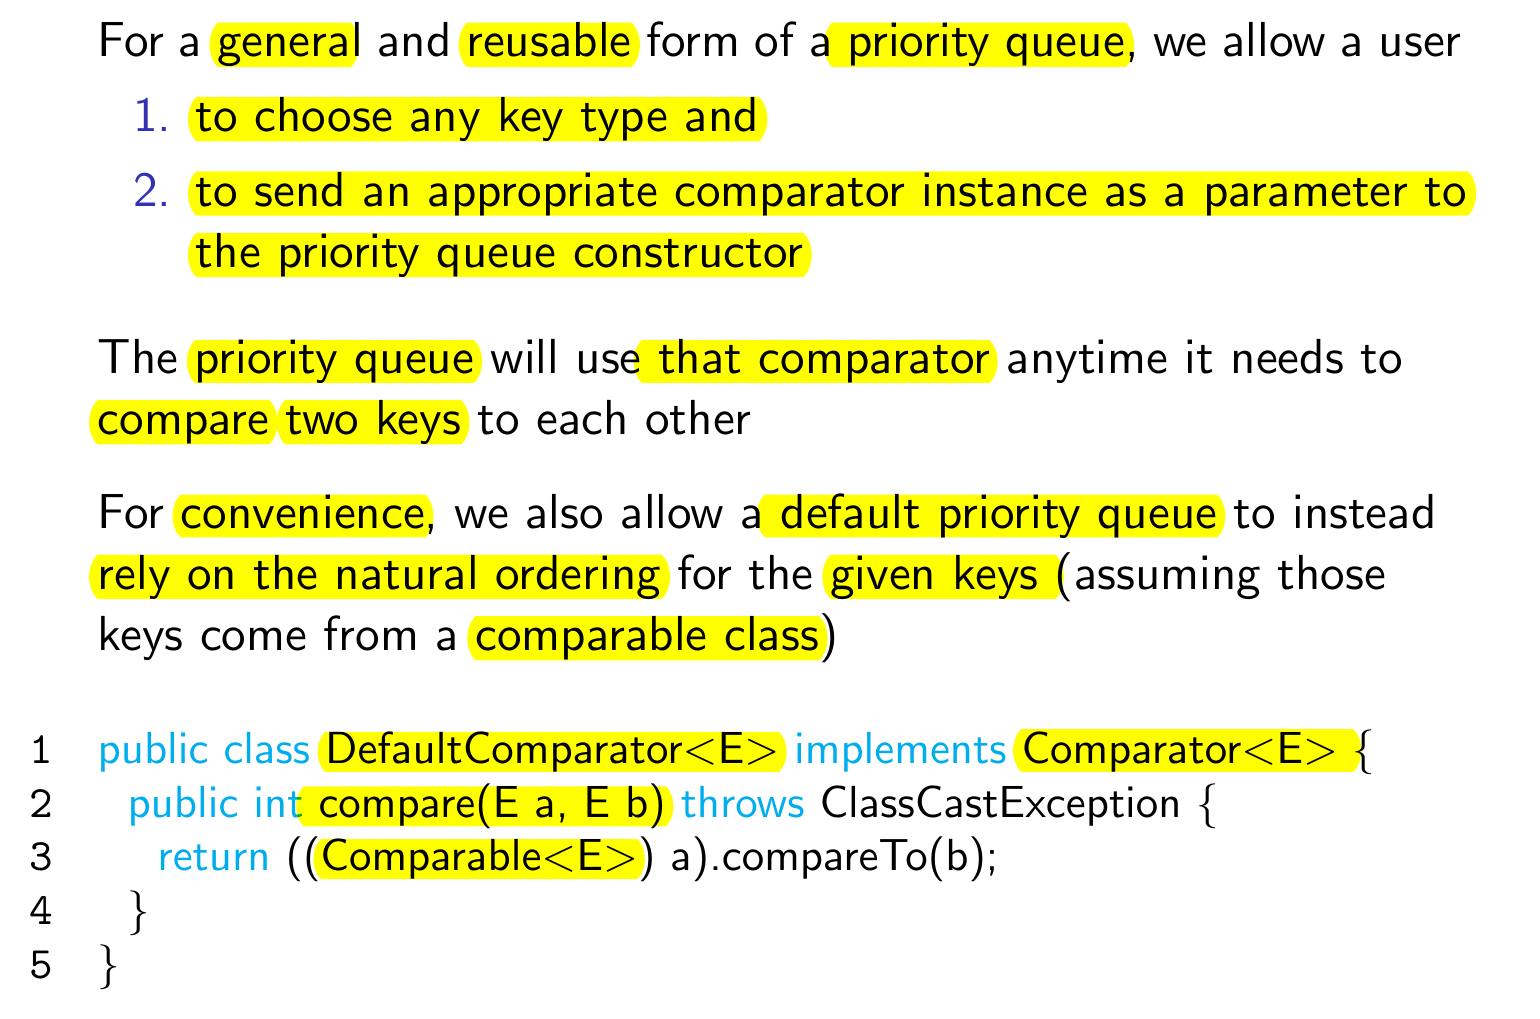 For a general and reusable form of a priority queue, we allow a user
1. to choose any key type and
2. to send an appropriate comparator instance as a parameter to
the priority queue constructor
The priority queue will use that comparator anytime it needs to
compare two keys to each other
For convenience, we also allow a default priority queue to instead
rely on the natural ordering for the given keys (assuming those
keys come from a comparable class)
1 public class DefaultComparator<E> implements Comparator<E> {
2 public int compare(E a, E b) throws ClassCastException {
3 return ((Comparable<E>) a).compareTo(b);
4 }
5 }